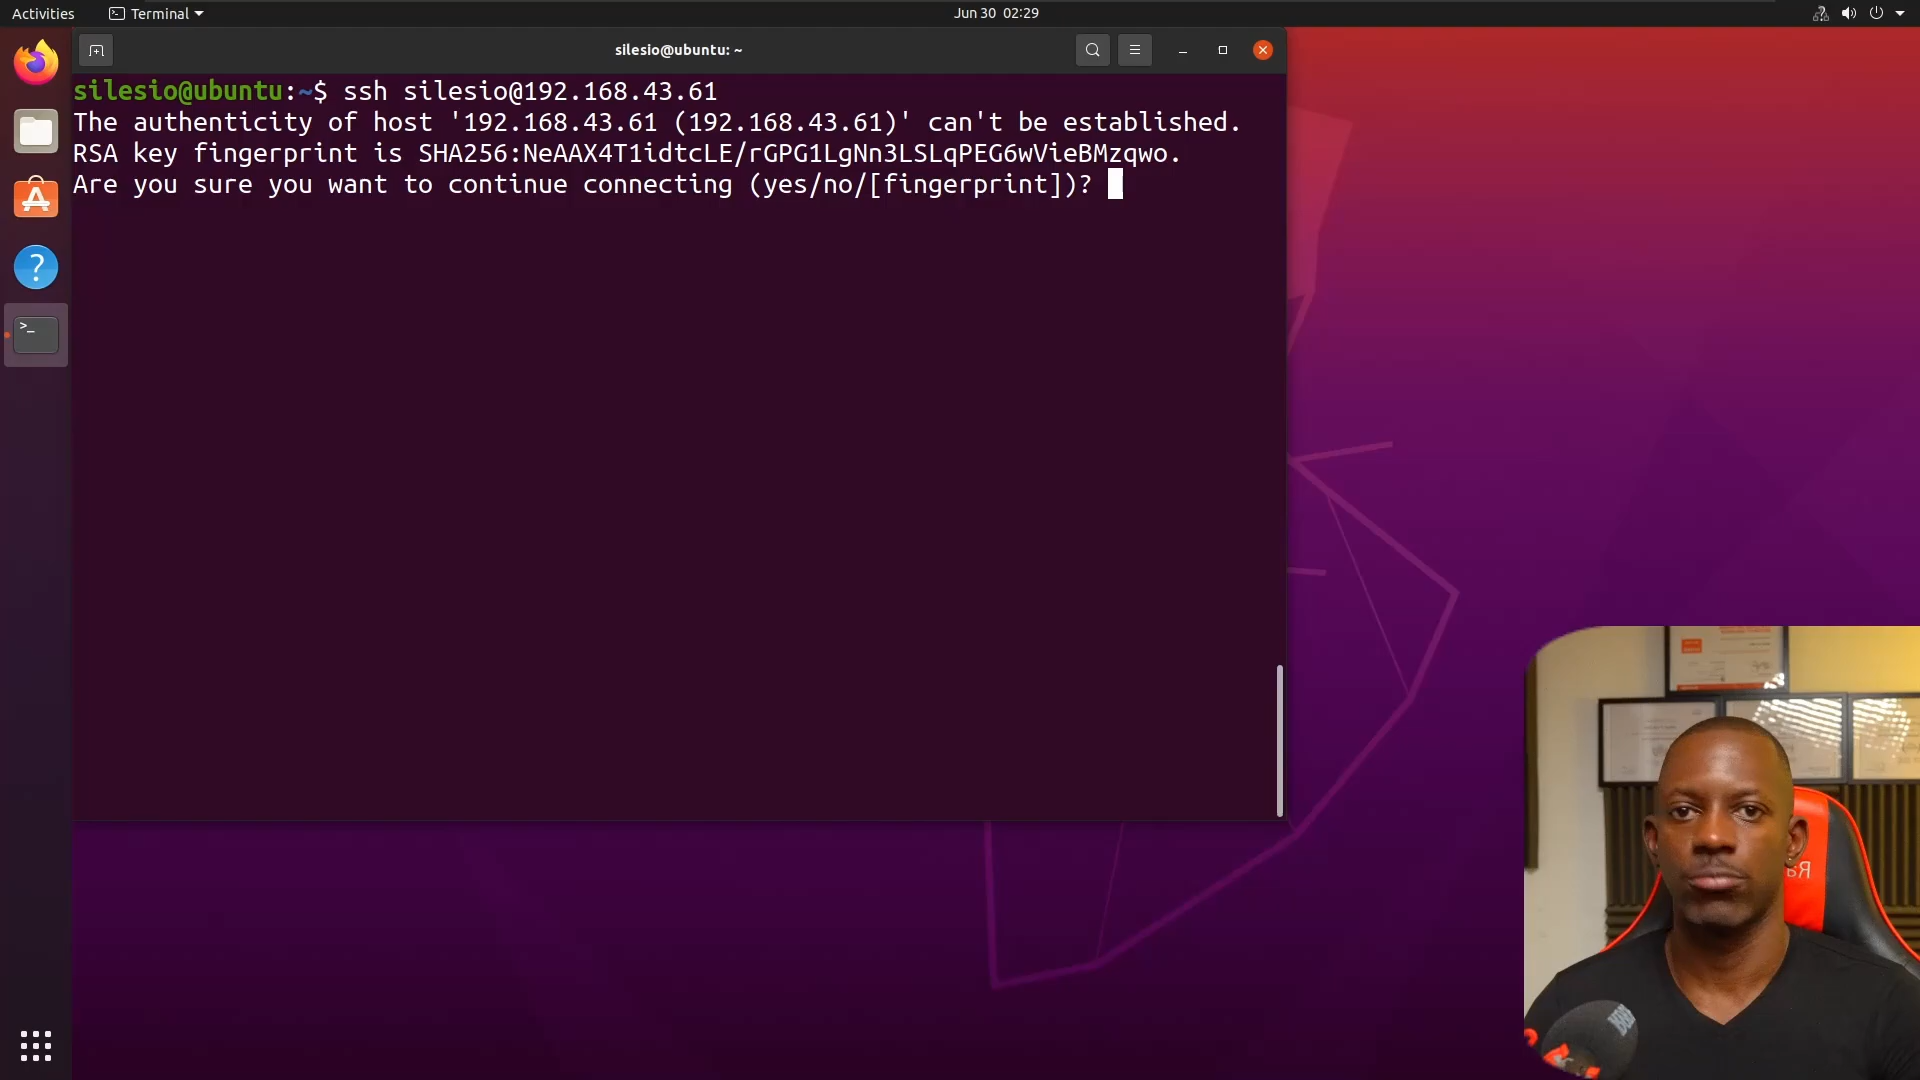 Activities
Terminal
Jun 30 02:29
silesio@ubuntu: ~
silesio@ubuntu:~$ ssh silesio@192.168.43.61
The authenticity of host '192.168.43.61 (192.168.43.61)' can't be established.
RSA key fingerprint is SHA256:NeAAX4T1idtcLE/rGPG1LgNn3LSLqPEG6wVieBMzqwo.
Are you sure you want to continue connecting (yes/no/[fingerprint])?